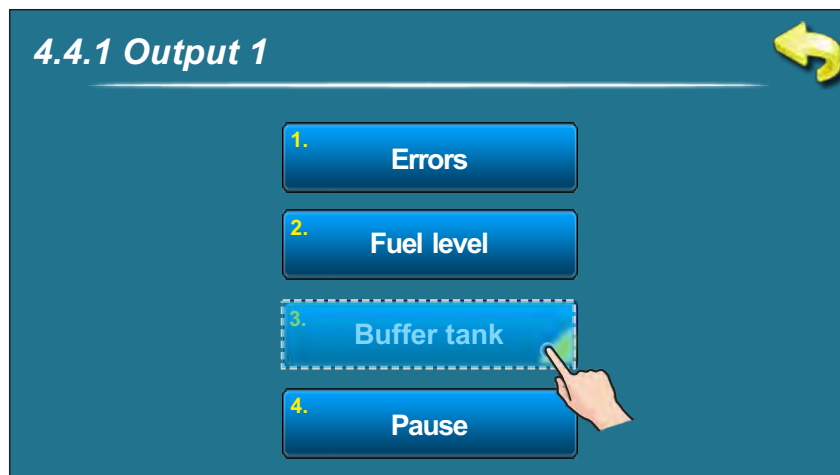 4.4.1 Output 1
1.
Errors
2.
Fuel level
3.
Buffer tank
4.
Pause